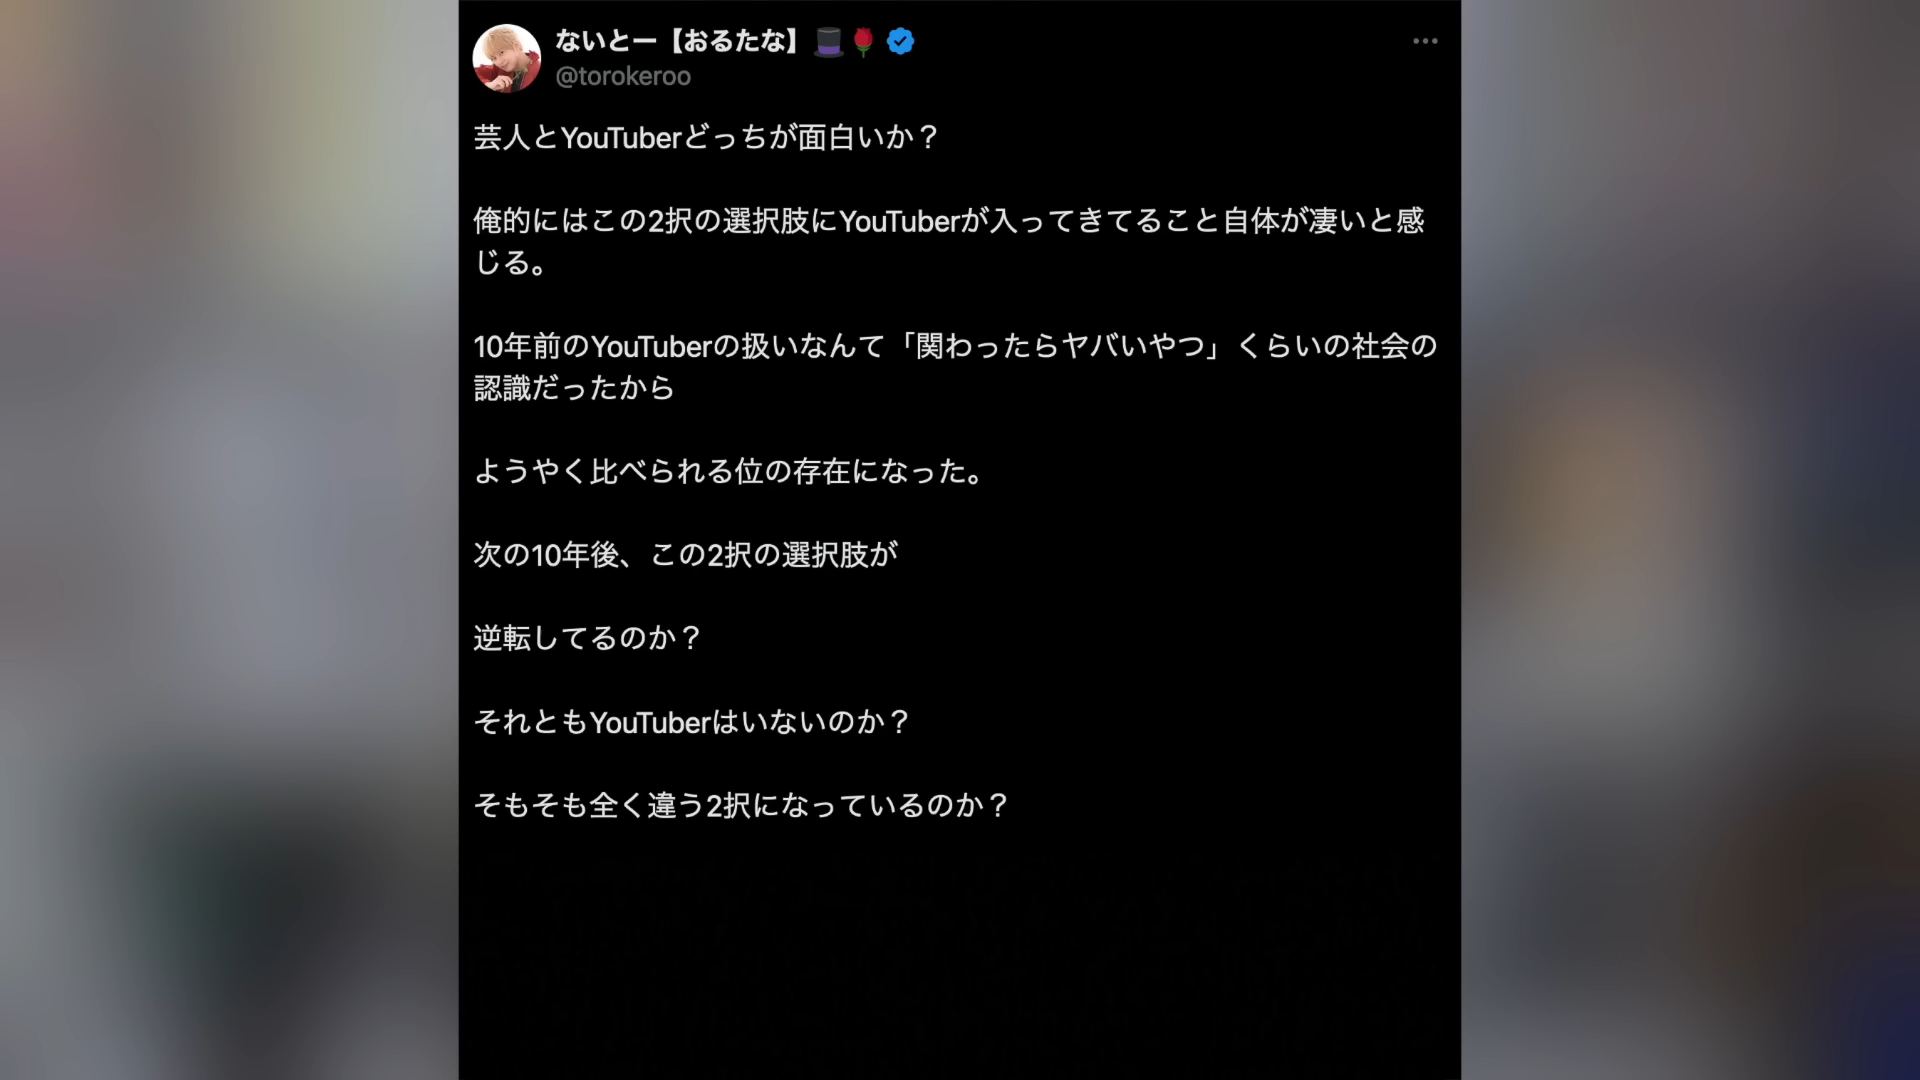 ないとー【おるたな】🎩🌹
@torokeroo
芸人とYouTuberどっちが面白いか？
俺的にはこの2択の選択肢にYouTuberが入ってきてること自体が凄いと感
じる。
10年前のYouTuberの扱いなんて「関わったらヤバいやつ」くらいの社会の
認識だったから
ようやく比べられる位の存在になった。
次の10年後、この2択の選択肢が
逆転してるのか？
それともYouTuberはいないのか？
そもそも全く違う2択になっているのか？